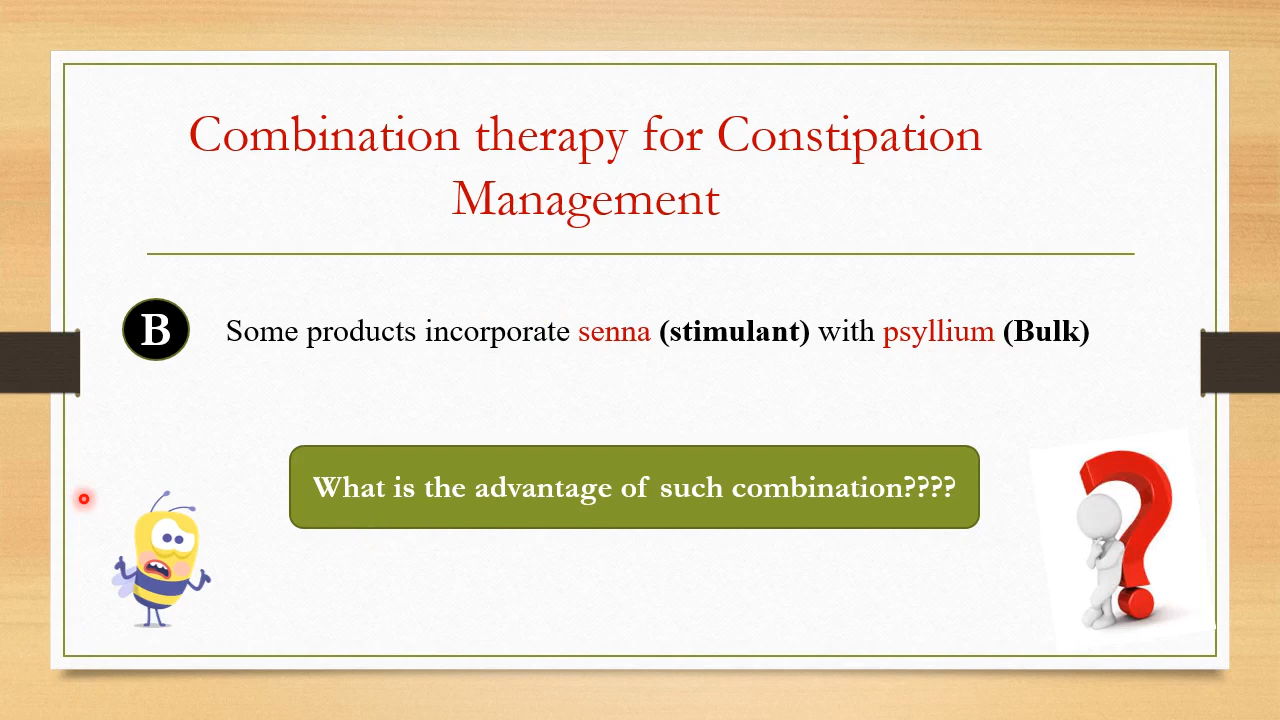 Combination therapy for Constipation
Management
B
Some products incorporate senna (stimulant) with psyllium (Bulk)
What is the advantage of such combination????